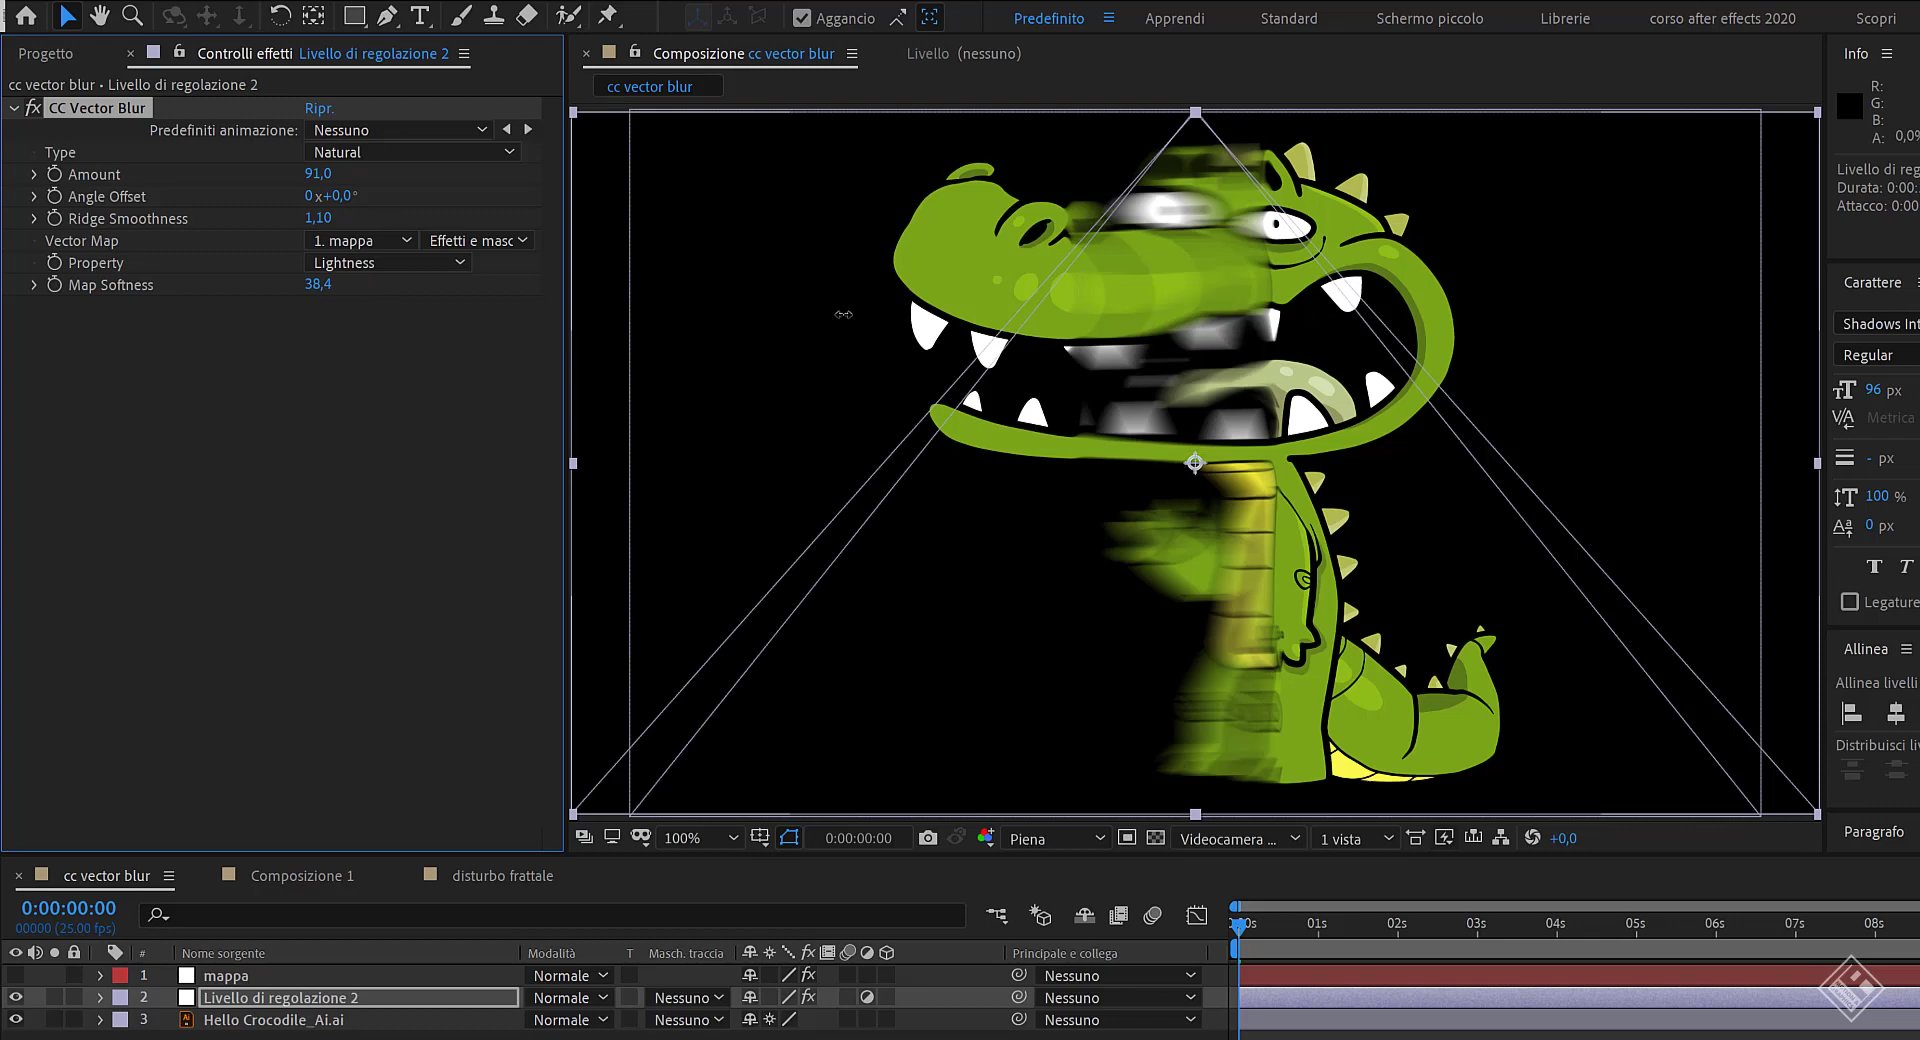 Aggancio
Predefinito
Apprendi
Standard
Schermo piccolo
Librerie
corso after effects 2020
Scopri
Progetto
Controlli effetti Livello di regolazione 2
Composizione cc vector blur
Livello (nessuno)
Info
cc vector blur • Livello di regolazione 2
cc vector blur
fx CC Vector Blur Ripr.
Predefiniti animazione: Nessuno
Type Natural
Amount 91,0
Angle Offset 0x+0,0°
Ridge Smoothness 1,10
Vector Map 1. mappa Effetti e masc
Property Lightness
Map Softness 38,4
R:
G:
B:
A: 0,0%
Livello di reg
Durata: 0:00:
Attacco: 0:00
Carattere
Shadows Int
Regular
96 px
Metrica
- px
100 %
0 px
T T
Legature
Allinea
Allinea livelli
Distribuisci liv
Paragrafo
100%
0:00:00:00
Piena
Videocamera ...
1 vista
+0,0
cc vector blur
Composizione 1
disturbo frattale
0:00:00:00
00000 (25.00 fps)
01s 02s 03s 04s 05s 06s 07s 08s
# Nome sorgente Modalità T Masch. traccia fx Principale e collega
1 mappa Normale fx Nessuno
2 Livello di regolazione 2 Normale Nessuno fx Nessuno
3 Ai Hello Crocodile_Ai.ai Normale Nessuno Nessuno